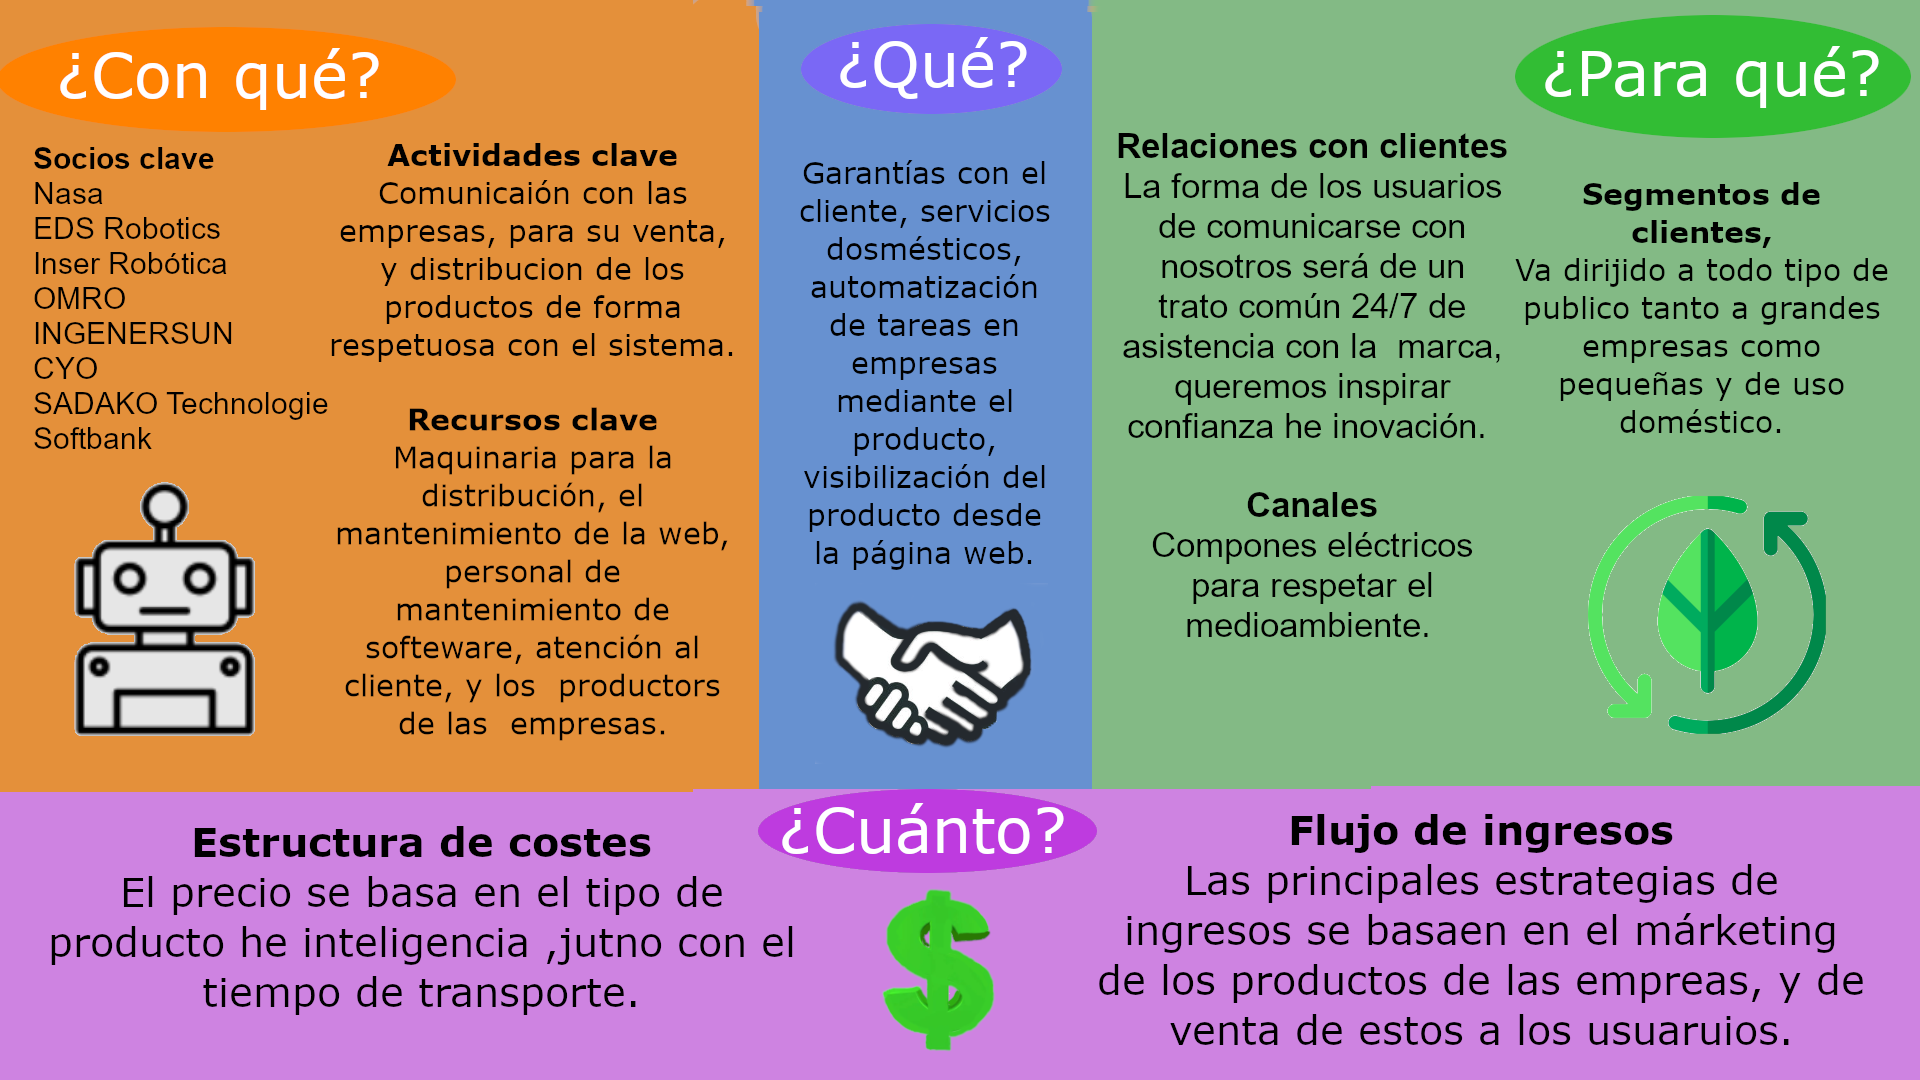 ¿Con qué?
Socios clave
Nasa
EDS Robotics
Inser Robótica
OMRO
INGENERSUN
CYO
SADAKO Technologie
Softbank
Actividades clave
Comunicaión con las
empresas, para su venta,
y distribucion de los
productos de forma
respetuosa con el sistema.
Recursos clave
Maquinaria para la
distribución, el
mantenimiento de la web,
personal de
mantenimiento de
softeware, atención al
cliente, y los productors
de las empresas.
¿Qué?
Garantías con el
cliente, servicios
dosmésticos,
automatización
de tareas en
empresas
mediante el
producto,
visibilización del
producto desde
la página web.
¿Para qué?
Relaciones con clientes
La forma de los usuarios
de comunicarse con
nosotros será de un
trato común 24/7 de
asistencia con la marca,
queremos inspirar
confianza he inovación.
Canales
Compones eléctricos
para respetar el
medioambiente.
Segmentos de
clientes,
Va dirijido a todo tipo de
publico tanto a grandes
empresas como
pequeñas y de uso
doméstico.
¿Cuánto?
Estructura de costes
El precio se basa en el tipo de
producto he inteligencia ,jutno con el
tiempo de transporte.
$
Flujo de ingresos
Las principales estrategias de
ingresos se basaen en el márketing
de los productos de las empreas, y de
venta de estos a los usuaruios.